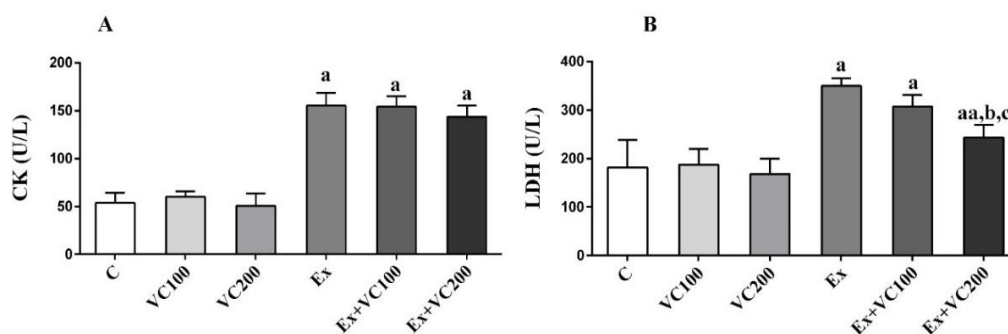 A
CK (U/L)
200
150
100
50
0
a
a
a
C
VC100
VC200
Ex
Ex+VC100
Ex+VC200
B
LDH (U/L)
400
300
200
100
0
a
a
aa,b,c
C
VC100
VC200
Ex
Ex+VC100
Ex+VC200